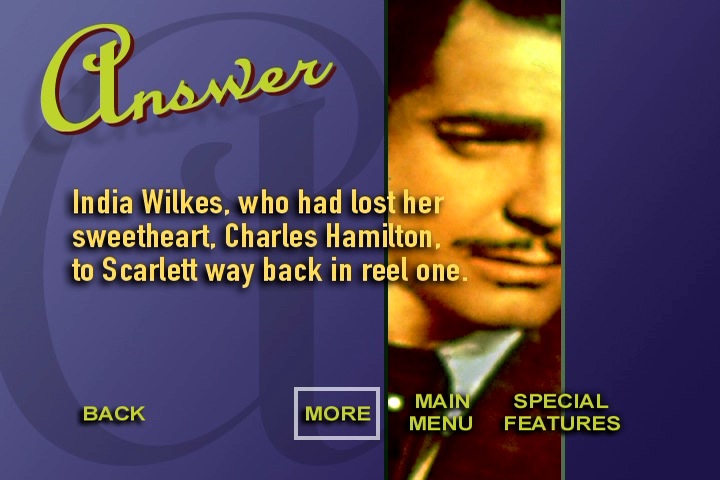 Answer
India Wilkes, who had lost her
sweetheart, Charles Hamilton,
to Scarlett way back in reel one.
BACK
MORE
MAIN
MENU
SPECIAL
FEATURES